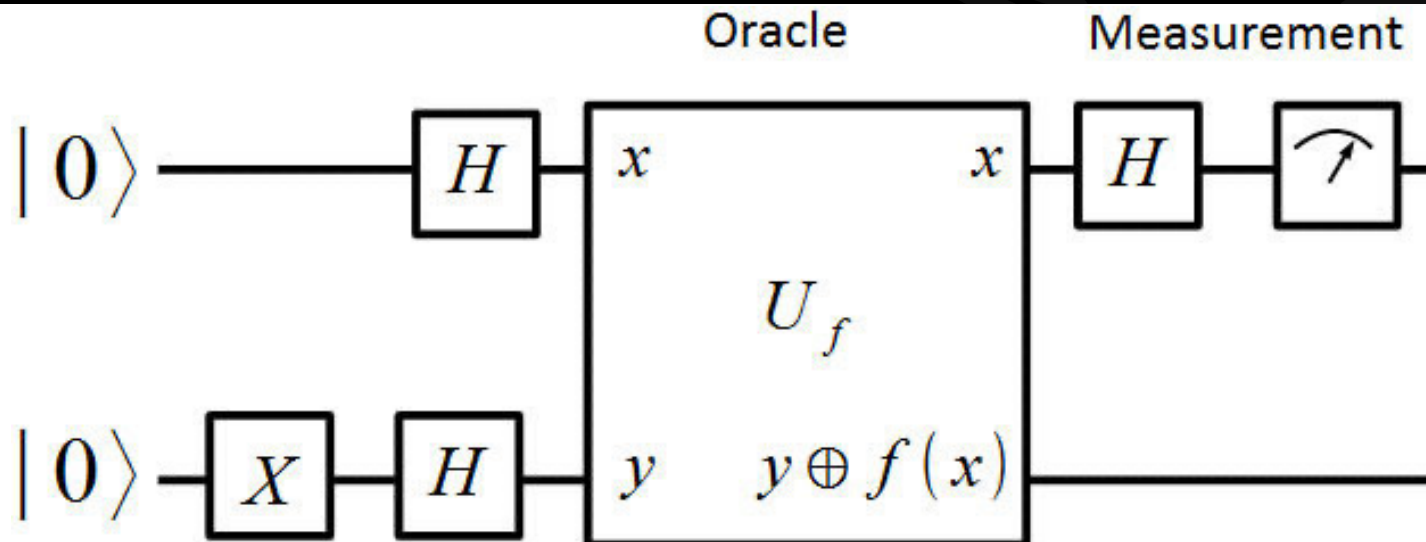 Oracle Measurement
|0⟩ H x x H
U_f
|0⟩ X H y y ⊕ f(x)